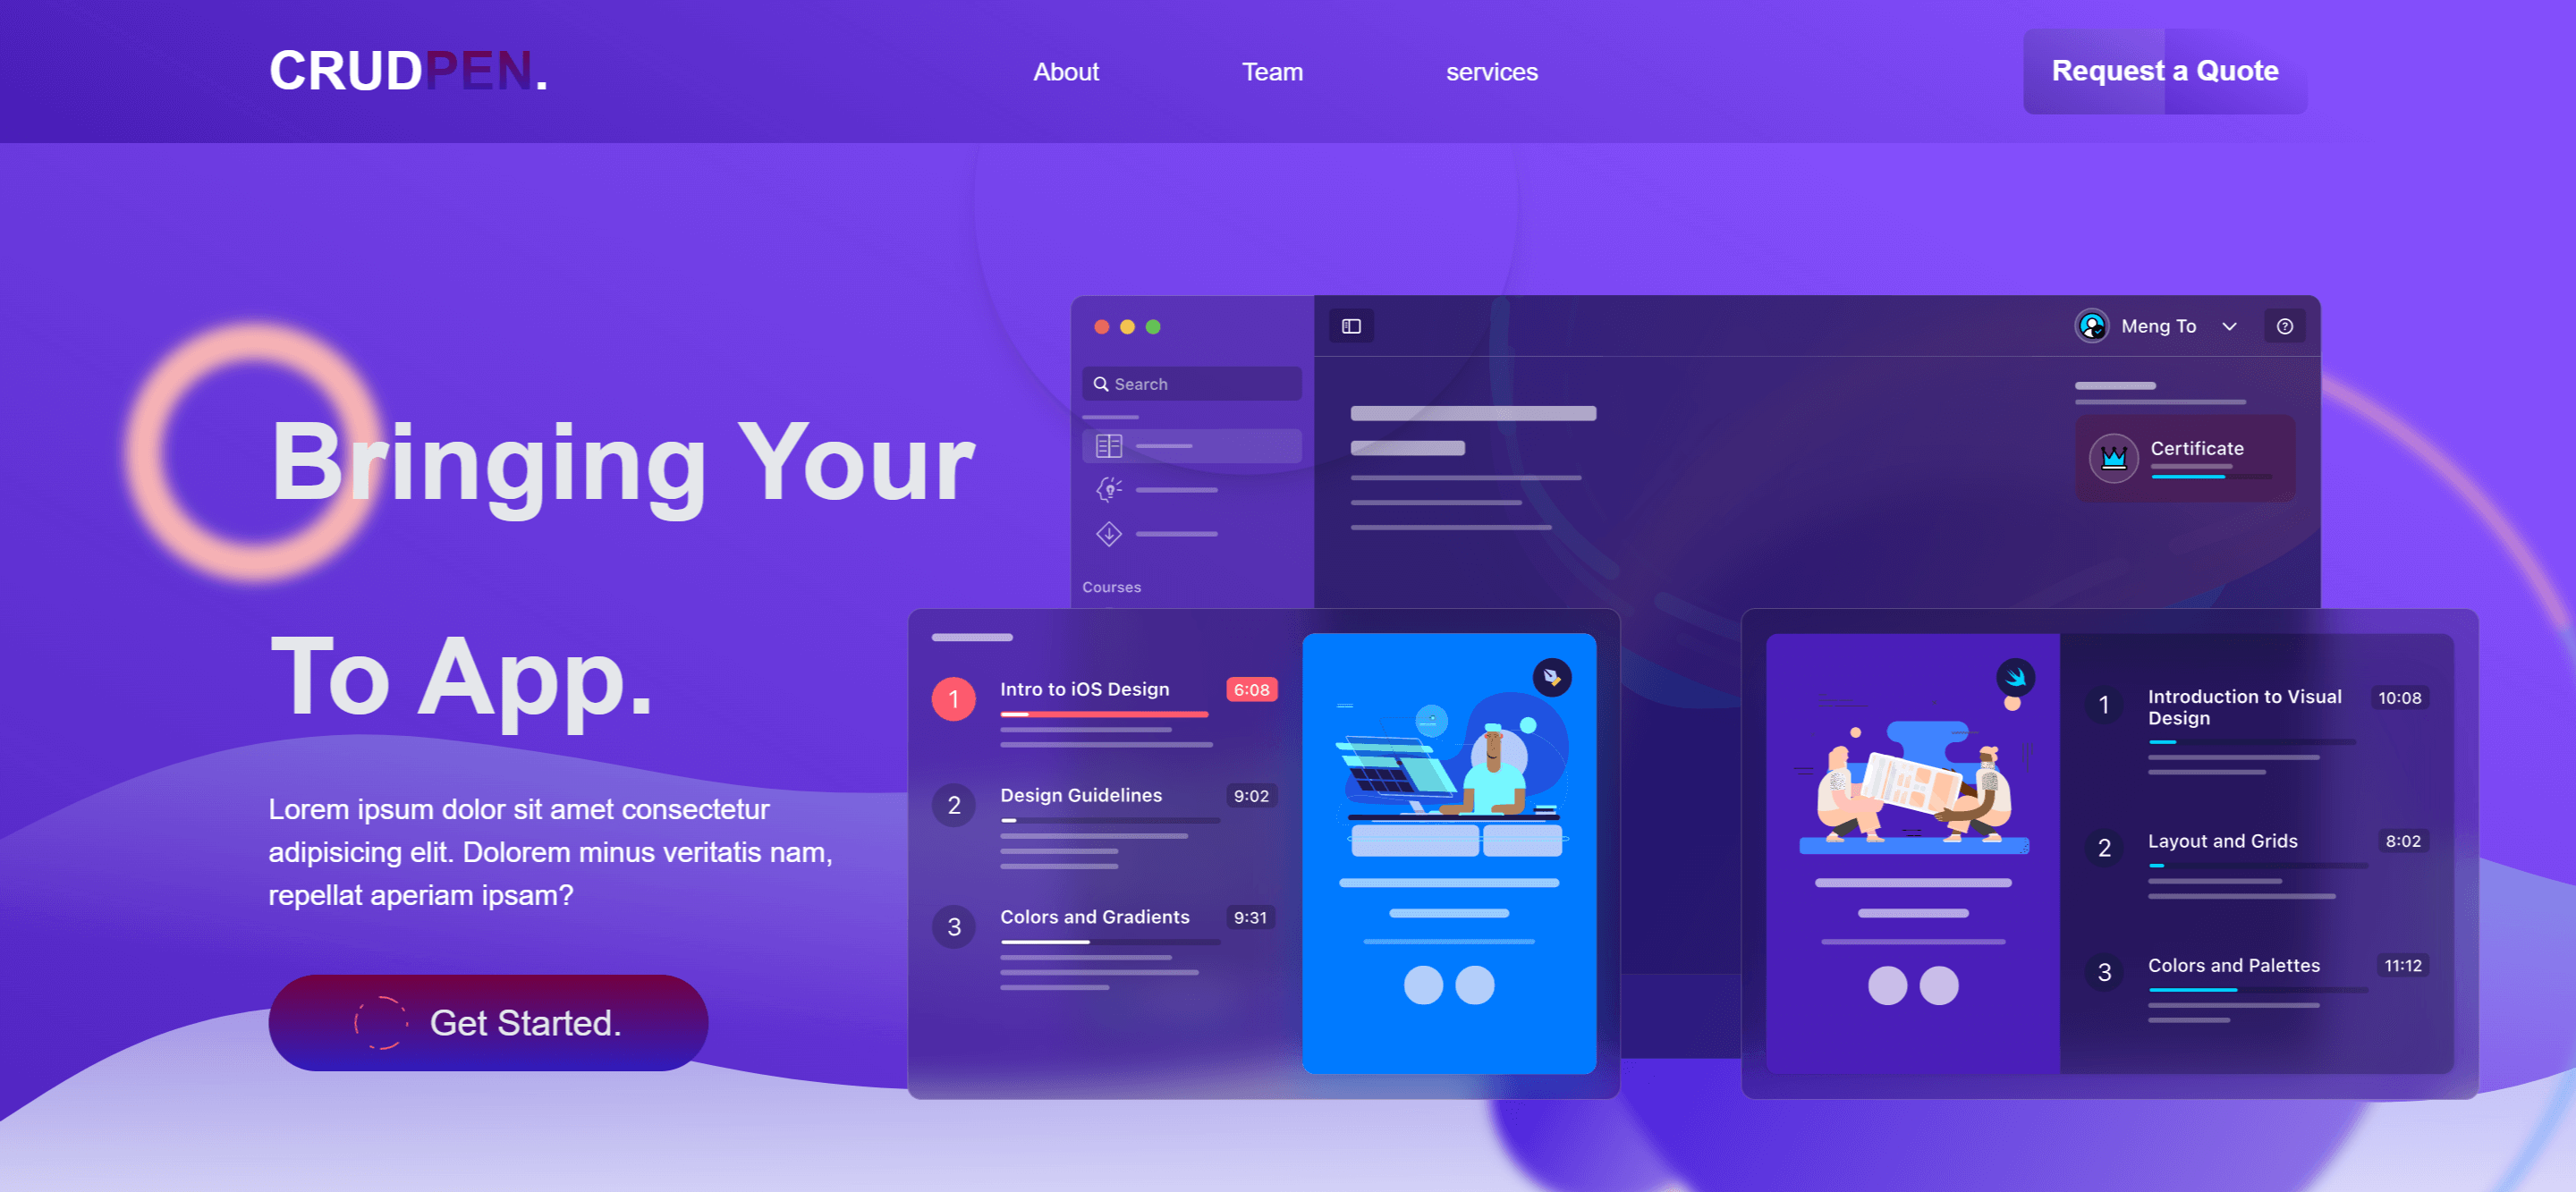 CRUDPEN.
About
Team
services
Request a Quote
Bringing Your
To App.
Lorem ipsum dolor sit amet consectetur
adipisicing elit. Dolorem minus veritatis nam,
repellat aperiam ipsam?
Get Started.
Meng To
Search
Certificate
Courses
1
Intro to iOS Design
6:08
2
Design Guidelines
9:02
3
Colors and Gradients
9:31
1
Introduction to Visual
Design
10:08
2
Layout and Grids
8:02
3
Colors and Palettes
11:12